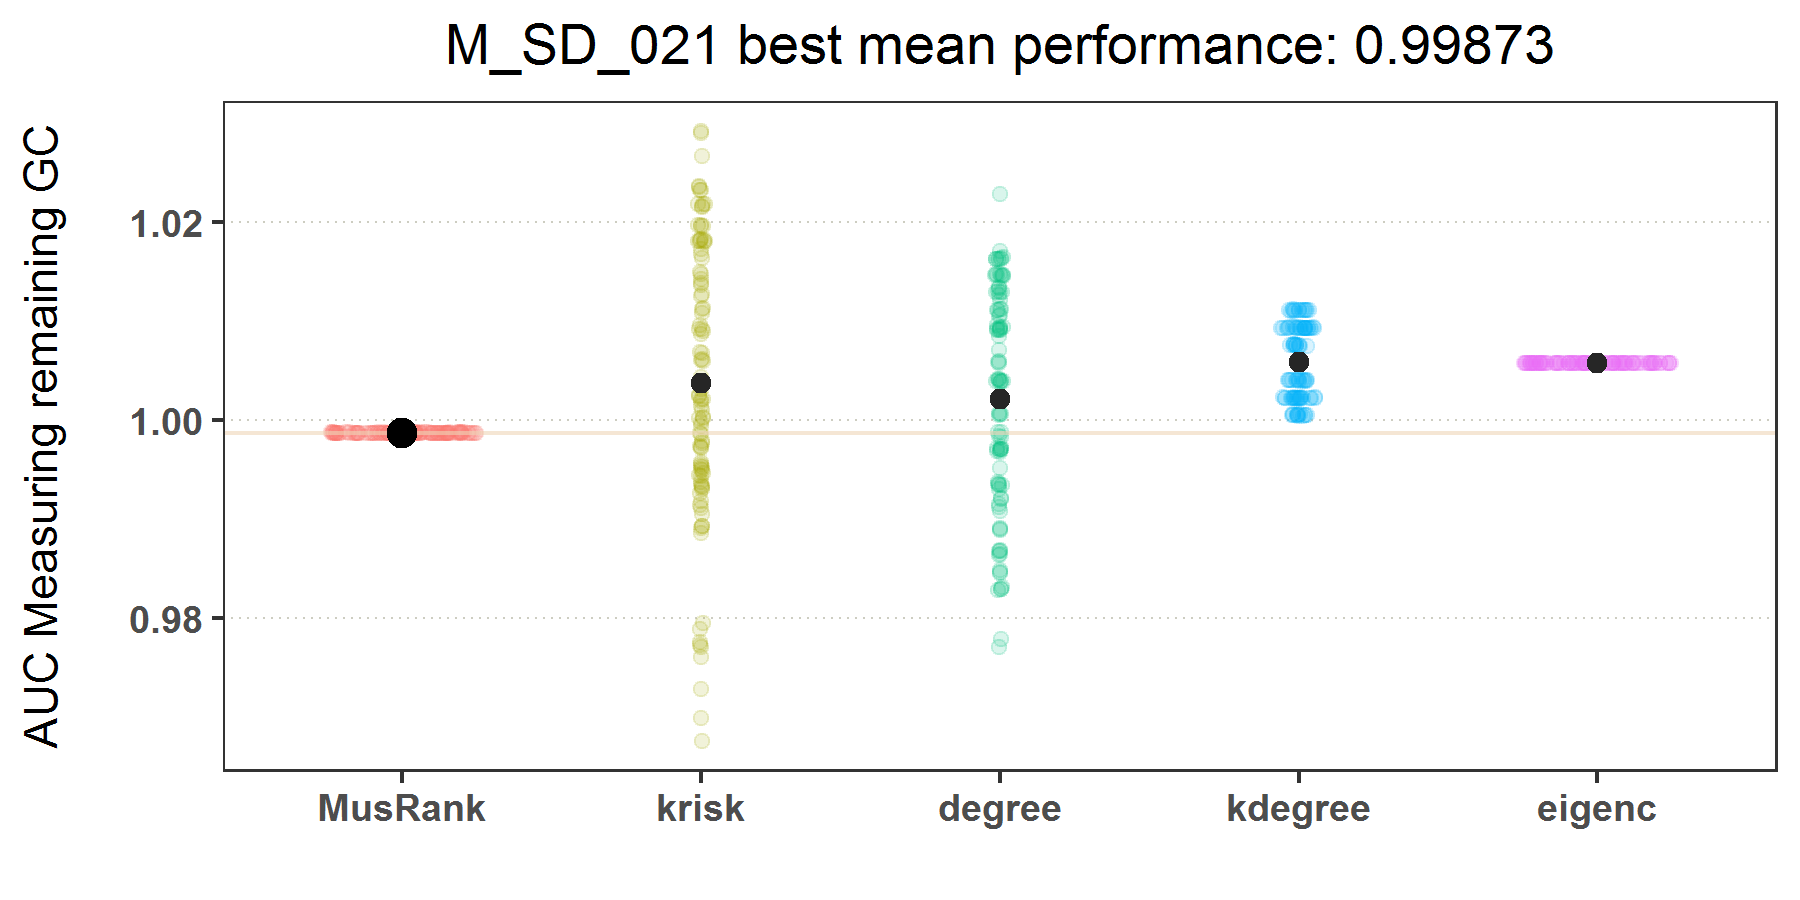 M_SD_021 best mean performance: 0.99873
AUC Measuring remaining GC
1.02
1.00
0.98
MusRank krisk degree kdegree eigenc